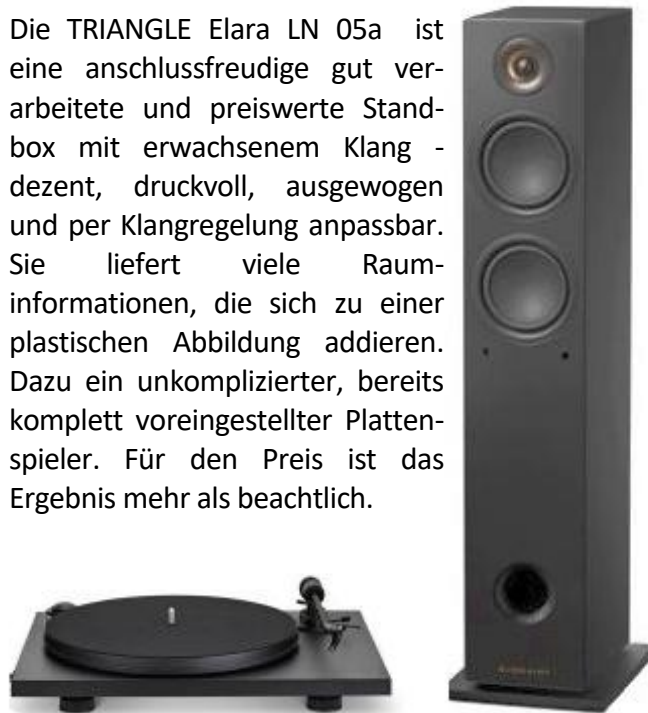 Die TRIANGLE Elara LN 05a ist
eine anschlussfreudige gut ver-
arbeitete und preiswerte Stand-
box mit erwachsenem Klang -
dezent, druckvoll, ausgewogen
und per Klangregelung anpassbar.
Sie liefert viele Raum-
informationen, die sich zu einer
plastischen Abbildung addieren.
Dazu ein unkomplizierter, bereits
komplett voreingestellter Platten-
spieler. Für den Preis ist das
Ergebnis mehr als beachtlich.